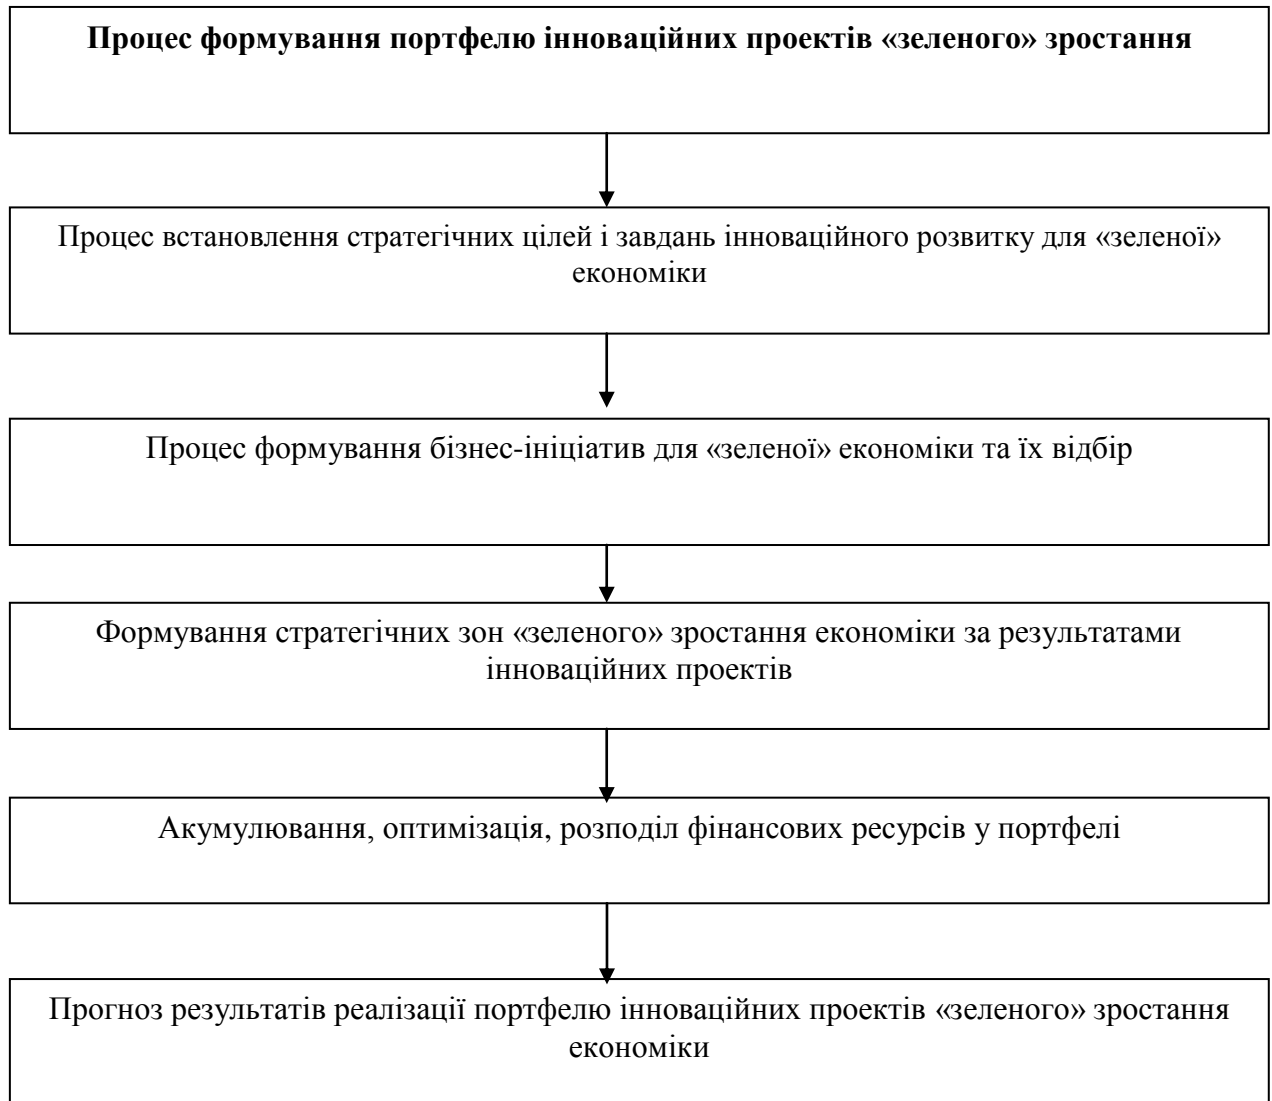 Процес формування портфелю інноваційних проектів «зеленого» зростання
Процес встановлення стратегічних цілей і завдань інноваційного розвитку для «зеленої»
економіки
Процес формування бізнес-ініціатив для «зеленої» економіки та їх відбір
Формування стратегічних зон «зеленого» зростання економіки за результатами
інноваційних проектів
Акумулювання, оптимізація, розподіл фінансових ресурсів у портфелі
Прогноз результатів реалізації портфелю інноваційних проектів «зеленого» зростання
економіки